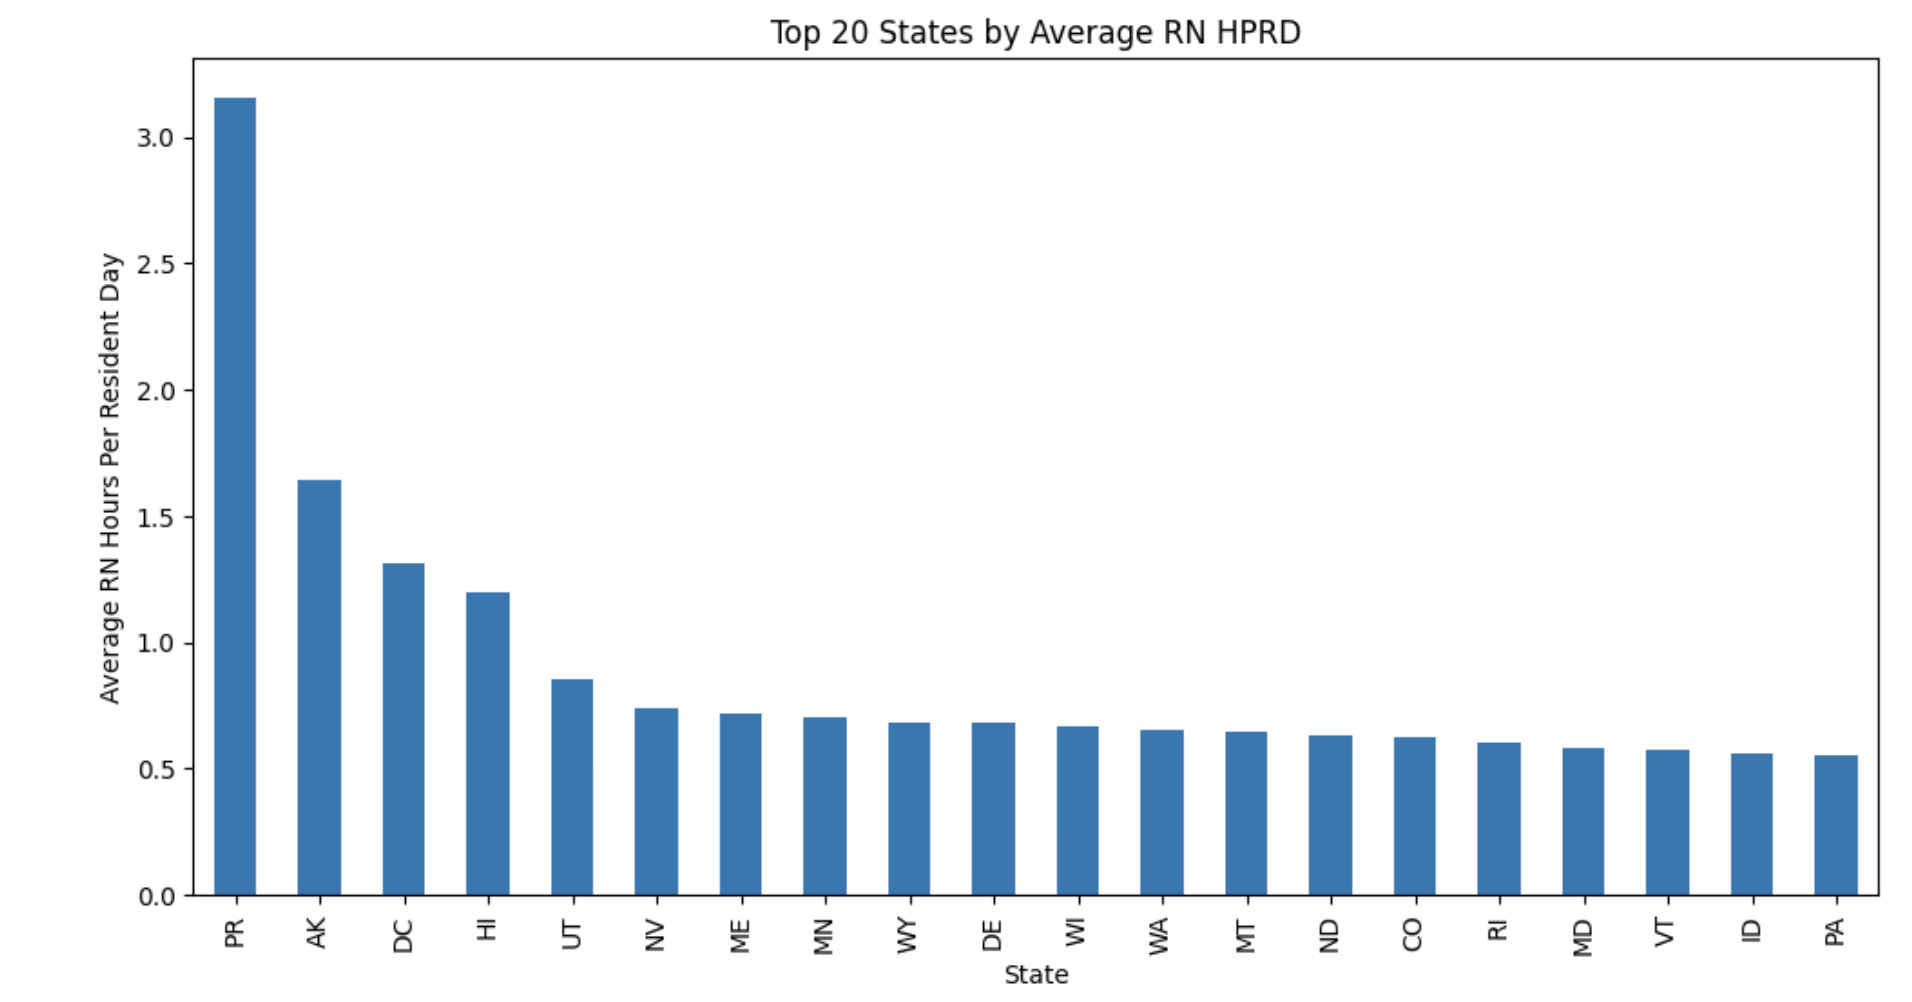 Top 20 States by Average RN HPRD
Average RN Hours Per Resident Day
3.0
2.5
2.0
1.5
1.0
0.5
0.0
PR AK DC HI UT NV ME MN WY DE WI WA MT ND CO RI MD VT ID PA
State